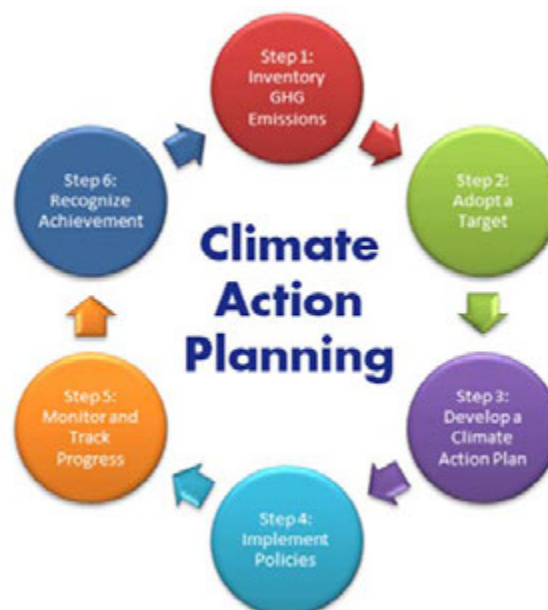 Step 1:
Inventory
GHG
Emissions
Step 2:
Adopt a
Target
Step 3:
Develop a
Climate
Action Plan
Step 4:
Implement
Policies
Step 5:
Monitor and
Track
Progress
Step 6:
Recognize
Achievement
Climate
Action
Planning